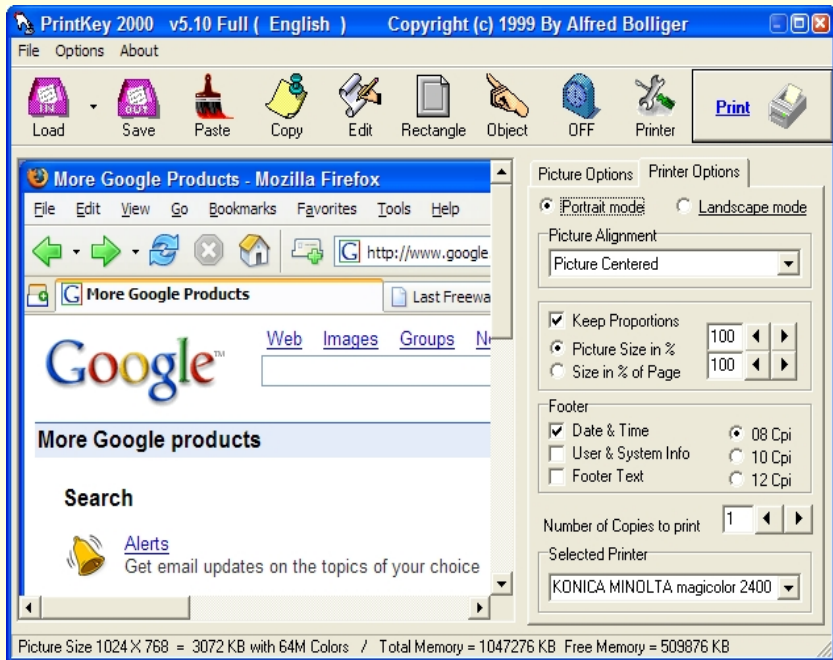 PrintKey 2000 v5.10 Full ( English ) Copyright (c) 1999 By Alfred Bolliger
File Options About
IN OUT
Load Save Paste Copy Edit Rectangle Object OFF Printer Print
More Google Products - Mozilla Firefox
File Edit View Go Bookmarks Favorites Tools Help
G http://www.google.
G More Google Products Last Freewa
Google™ Web Images Groups
More Google products
Search
Alerts
Get email updates on the topics of your choice
Picture Options Printer Options
Portrait mode Landscape mode
Picture Alignment
Picture Centered
Keep Proportions
Picture Size in % 100
Size in % of Page 100
Footer
Date & Time 08 Cpi
User & System Info 10 Cpi
Footer Text 12 Cpi
Number of Copies to print 1
Selected Printer
KONICA MINOLTA magicolor 2400
Picture Size 1024 X 768 = 3072 KB with 64M Colors / Total Memory = 1047276 KB Free Memory = 509876 KB